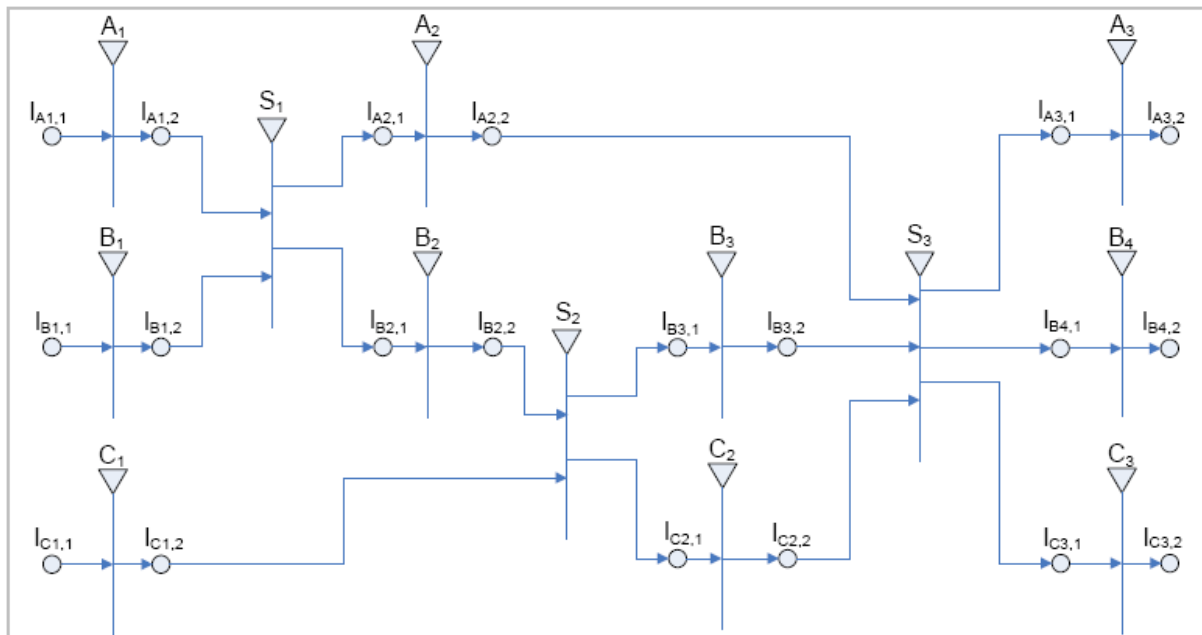 A1 A2 A3
IA1,1 IA1,2 S1 IA2,1 IA2,2 IA3,1 IA3,2
B1 B2 B3 S3 B4
IB1,1 IB1,2 IB2,1 IB2,2 S2 IB3,1 IB3,2 IB4,1 IB4,2
C1 C2 C3
IC1,1 IC1,2 IC2,1 IC2,2 IC3,1 IC3,2